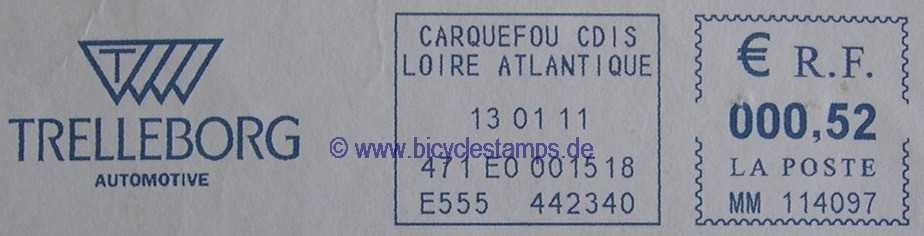 T
TRELLEBORG
AUTOMOTIVE
CARQUEFOU CDIS
LOIRE ATLANTIQUE
13 01 11
© www.bicyclestamps.de
471 E0 001518
E555 442340
€ R.F.
000,52
LA POSTE
MM 114097